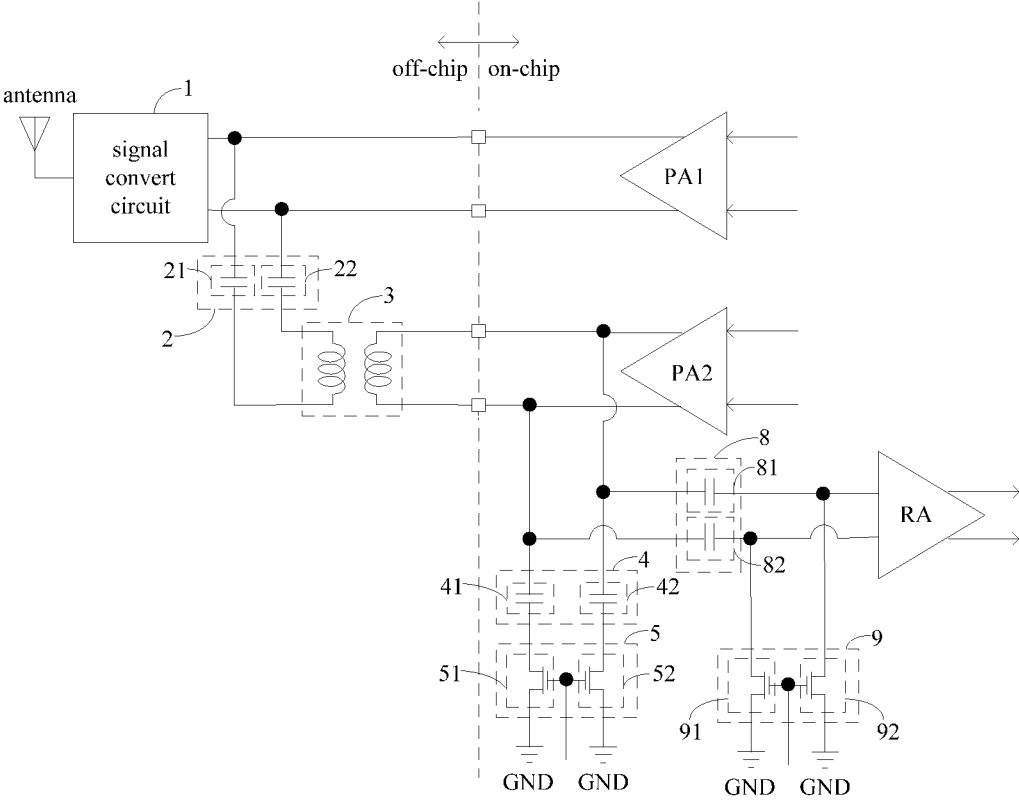 off-chip on-chip
antenna
1
signal
convert
circuit
PA1
21
22
2
3
PA2
8
81
82
RA
4
41
42
5
51
52
9
91
92
GND GND
GND GND